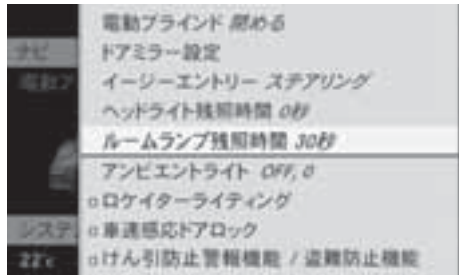 電動ブラインド 閉める
ナビ
ドアミラー設定
電動ブ
イージーエントリー ステアリング
ヘッドライト残照時間 0秒
ルームランプ残照時間 30秒
アンビエントライト OFF, 0
□ロケイターライティング
システ
□車速感応ドアロック
22℃
□けん引防止警報機能 / 盗難防止機能